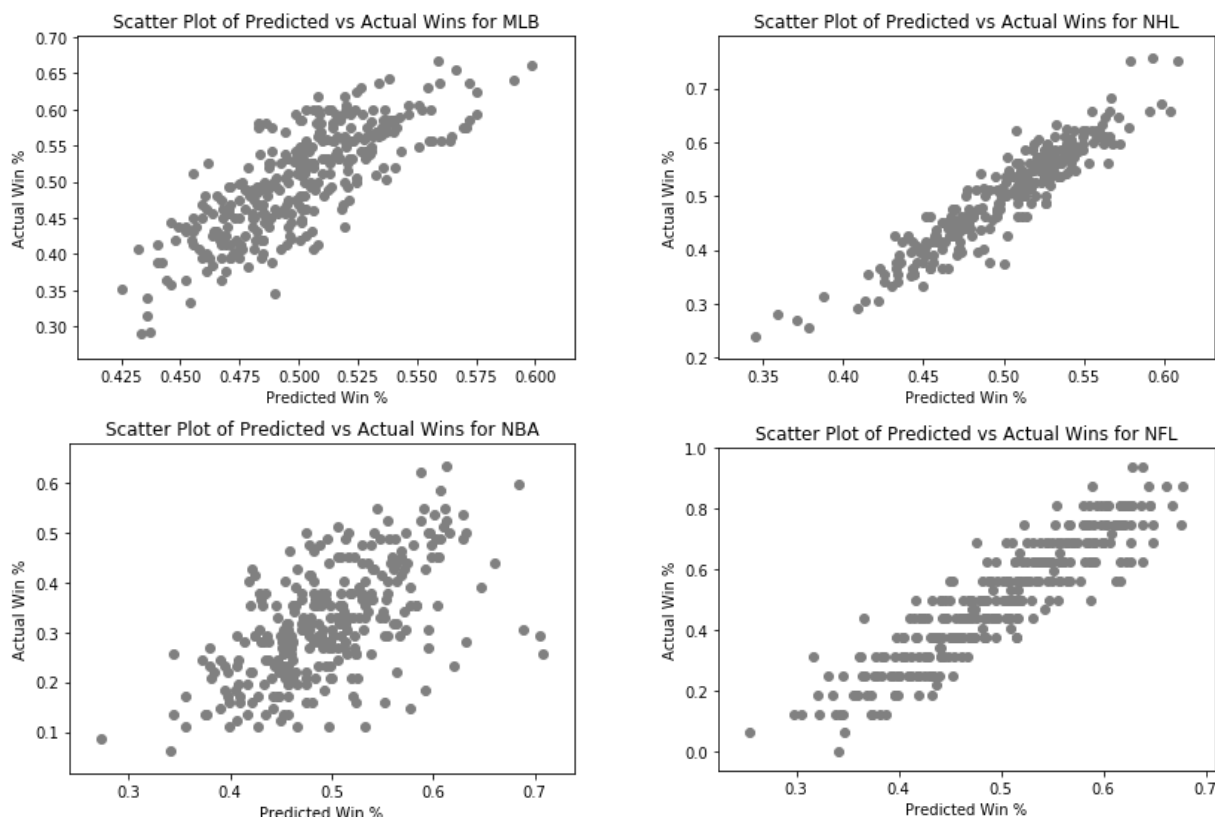 Scatter Plot of Predicted vs Actual Wins for MLB
Actual Win %
0.70
0.65
0.60
0.55
0.50
0.45
0.40
0.35
0.30
0.425 0.450 0.475 0.500 0.525 0.550 0.575 0.600
Predicted Win %
Scatter Plot of Predicted vs Actual Wins for NHL
Actual Win %
0.7
0.6
0.5
0.4
0.3
0.2
0.35 0.40 0.45 0.50 0.55 0.60
Predicted Win %
Scatter Plot of Predicted vs Actual Wins for NBA
Actual Win %
0.6
0.5
0.4
0.3
0.2
0.1
0.3 0.4 0.5 0.6 0.7
Predicted Win %
Scatter Plot of Predicted vs Actual Wins for NFL
Actual Win %
1.0
0.8
0.6
0.4
0.2
0.0
0.3 0.4 0.5 0.6 0.7
Predicted Win %